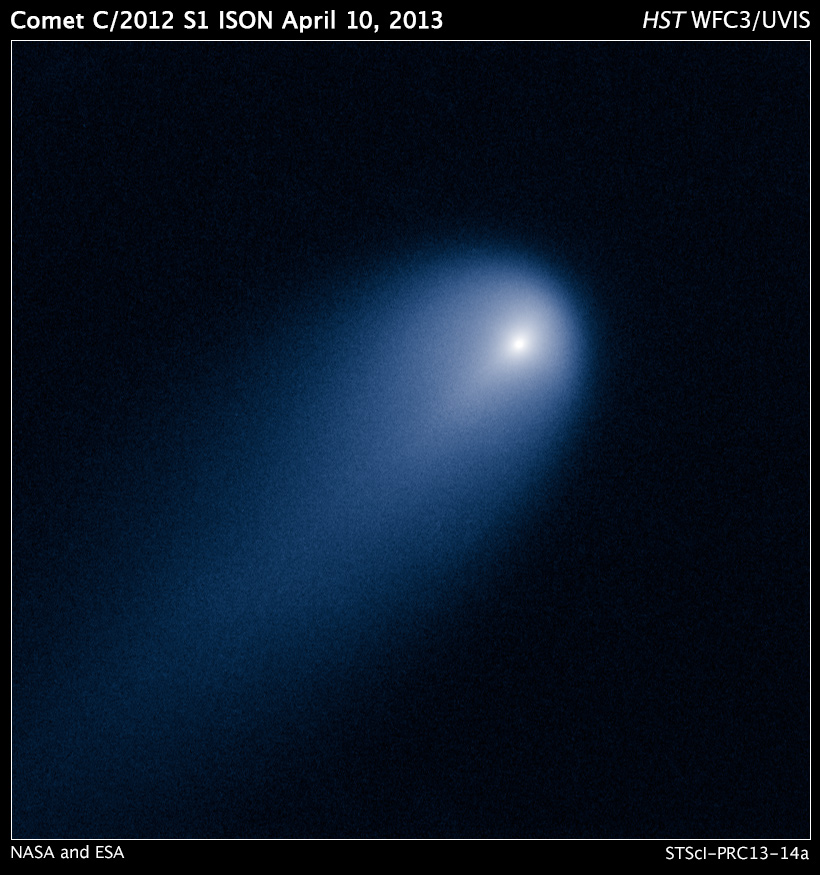 Comet C/2012 S1 ISON April 10, 2013
HST WFC3/UVIS
NASA and ESA
STScI-PRC13-14a